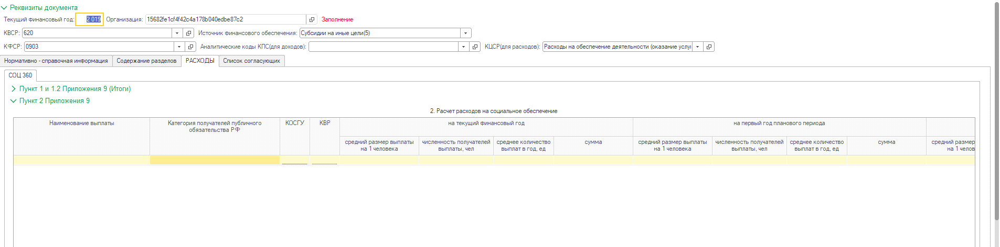 Реквизиты документа
Текущий финансовый год: 2 019 Организация: 15682fe1cf4f42c4a178b040edbe87c2 Заполнение
КВСР: 620 Источник финансового обеспечения: Субсидии на иные цели(5)
КФСР: 0903 Аналитические коды КПС(для доходов): КЦСР(для расходов): Расходы на обеспечение деятельности (оказание услуг
Нормативно - справочная информация Содержание разделов РАСХОДЫ Список согласующих
СОЦ 360
Пункт 1 и 1.2 Приложения 9 (Итоги)
Пункт 2 Приложения 9
2. Расчет расходов на социальное обеспечение
Наименование выплаты Категория получателей публичного КОСГУ КВР на текущий финансовый год на первый год планового периода
обязательства РФ
средний размер выплаты численность получателей среднее количество сумма средний размер выплаты численность получателей среднее количество сумма средний размер
на 1 человека выплаты, чел выплат в год, ед на 1 человека выплаты, чел выплат в год, ед на 1 челов